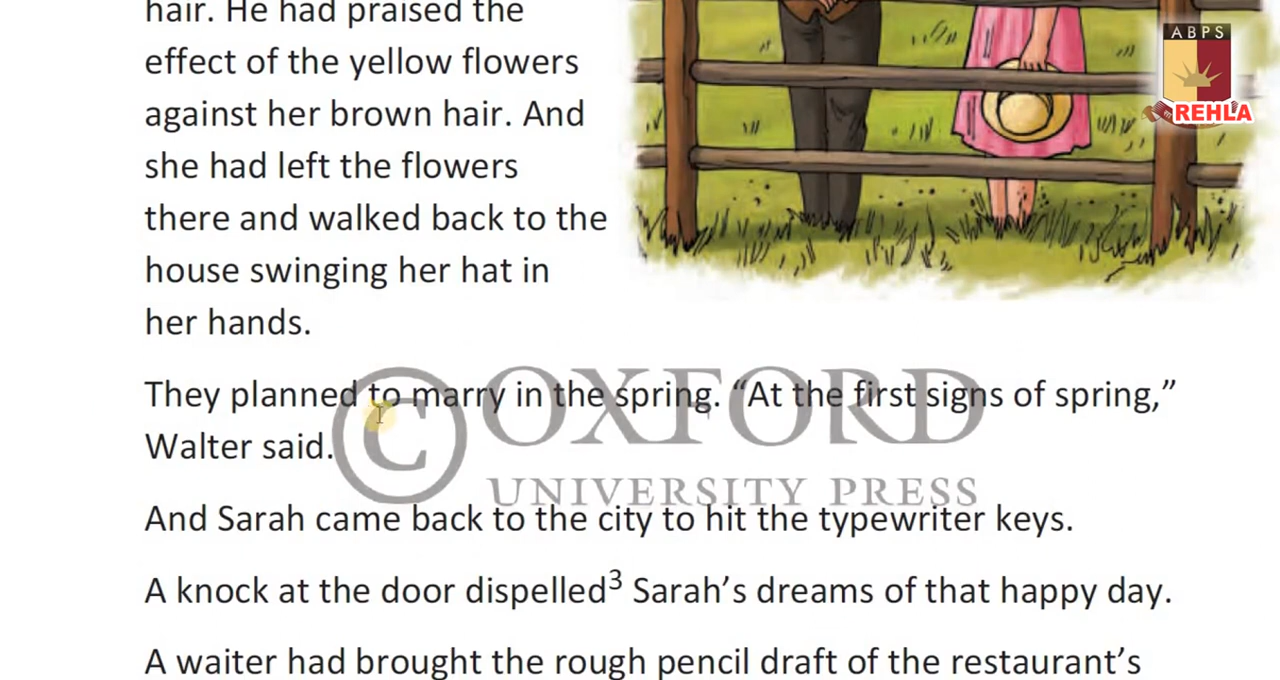 hair. He had praised the
effect of the yellow flowers
against her brown hair. And
she had left the flowers
there and walked back to the
house swinging her hat in
her hands.
They planned to marry in the spring. “At the first signs of spring,”
Walter said.
And Sarah came back to the city to hit the typewriter keys.
A knock at the door dispelled3 Sarah’s dreams of that happy day.
A waiter had brought the rough pencil draft of the restaurant’s
© OXFORD
UNIVERSITY PRESS
ABPS
REHLA